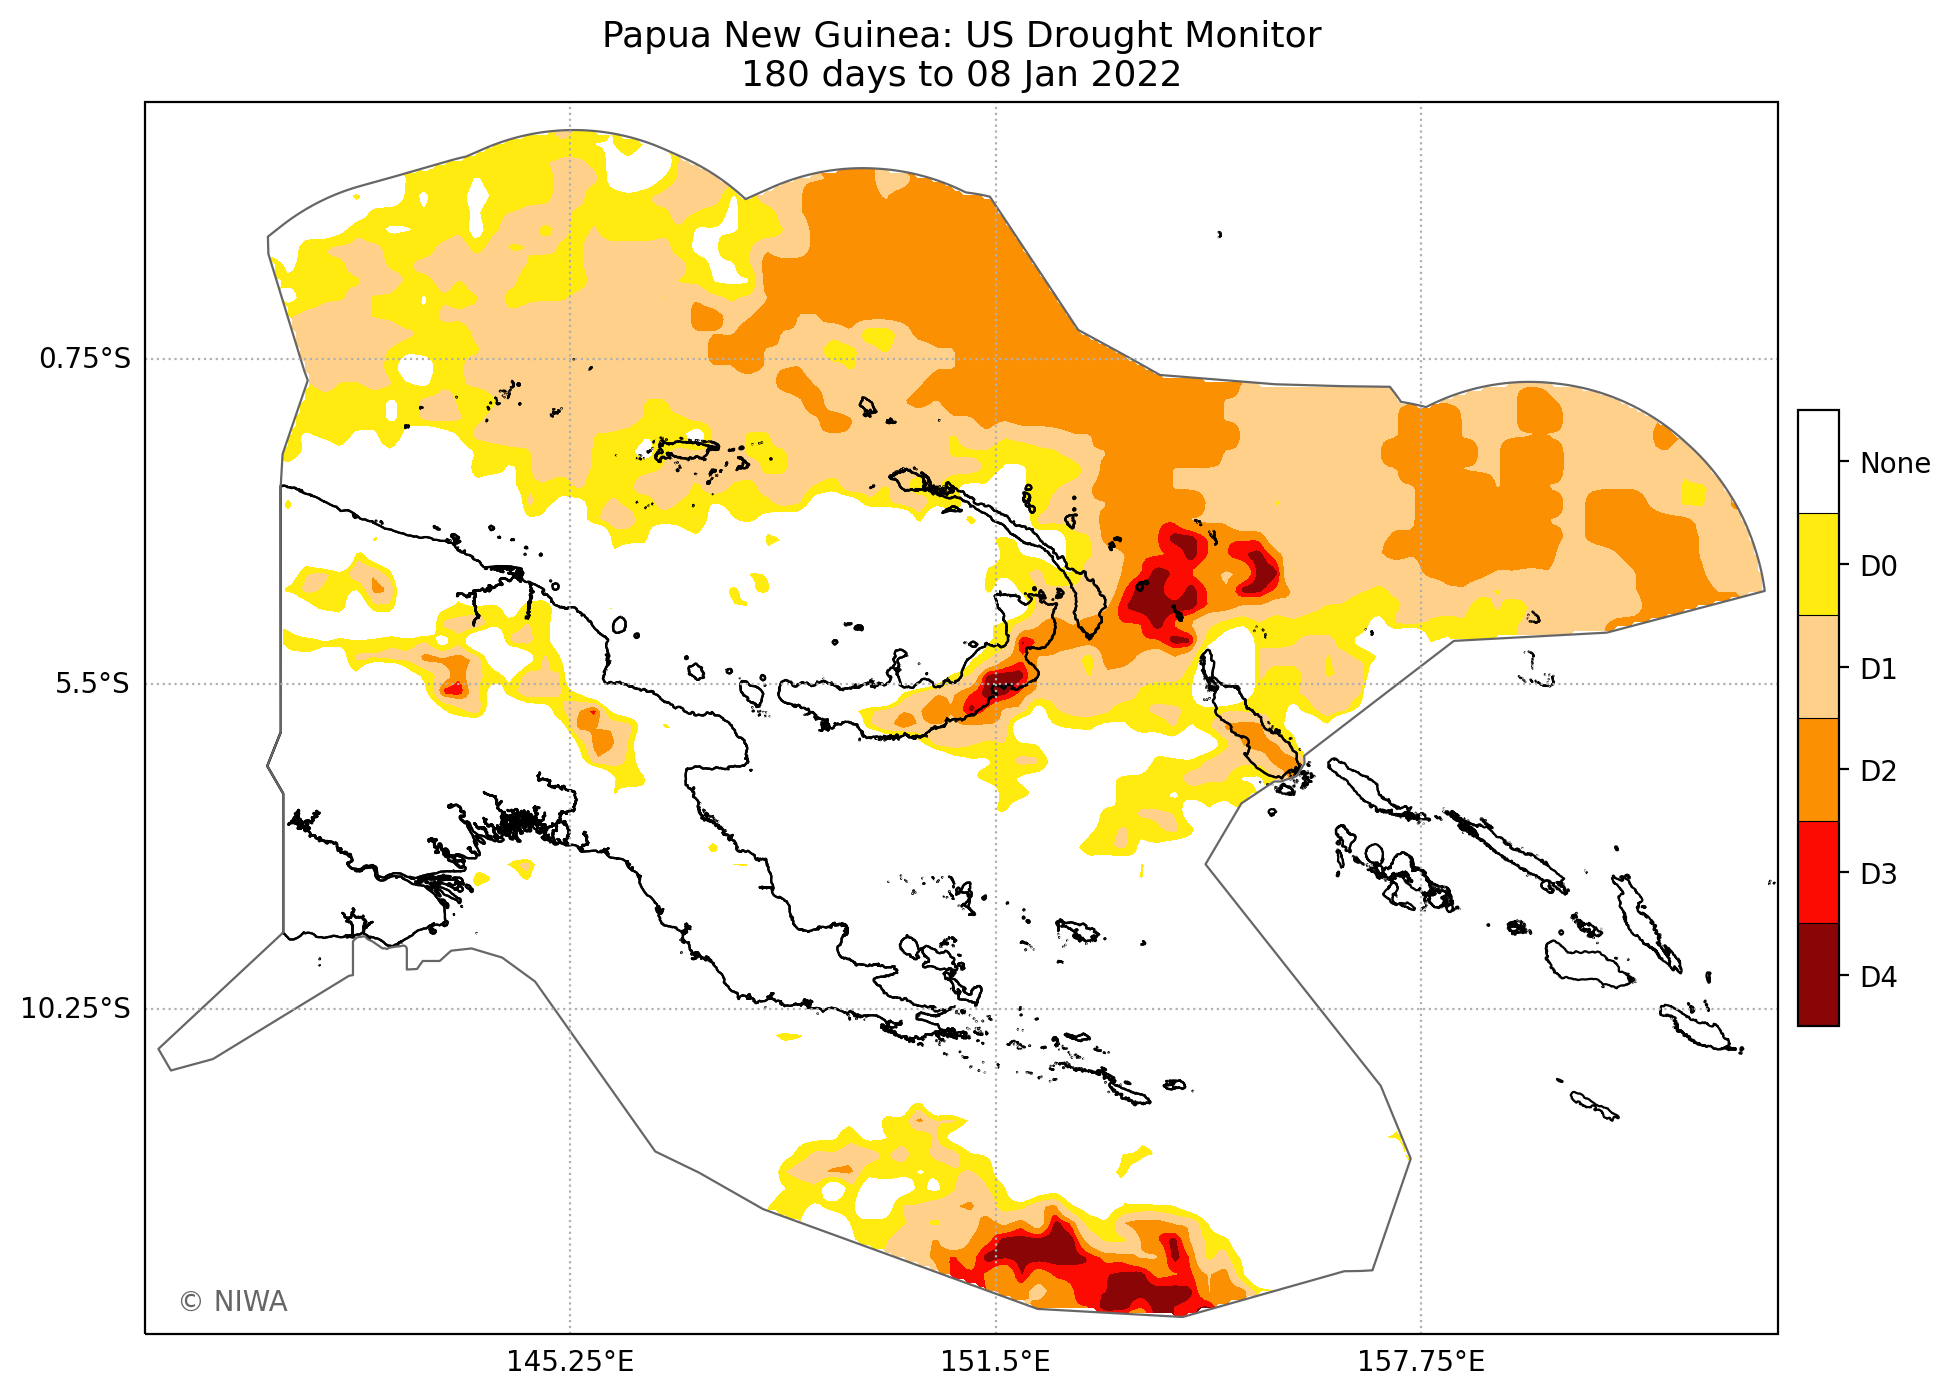 Papua New Guinea: US Drought Monitor
180 days to 08 Jan 2022
0.75°S
5.5°S
10.25°S
145.25°E
151.5°E
157.75°E
None
D0
D1
D2
D3
D4
© NIWA